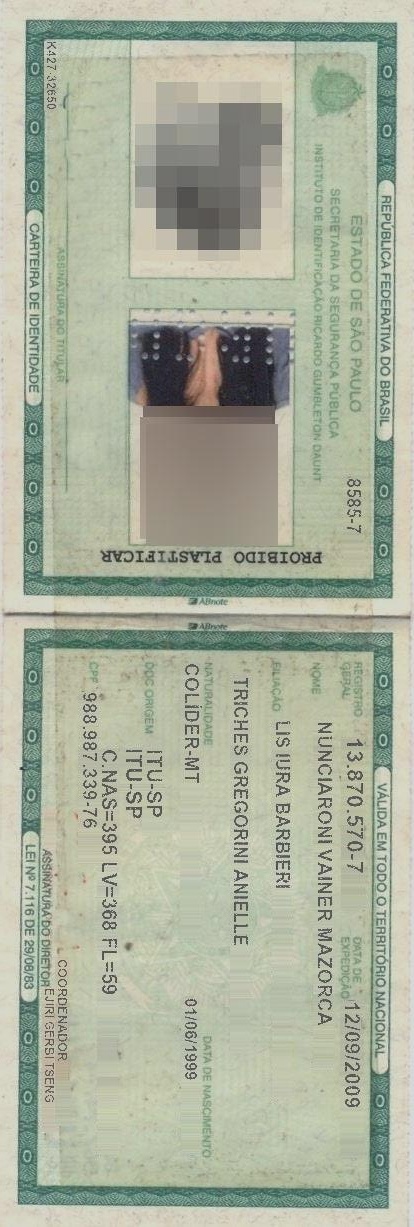 REPÚBLICA FEDERATIVA DO BRASIL
ESTADO DE SÃO PAULO
SECRETARIA DA SEGURANÇA PÚBLICA
INSTITUTO DE IDENTIFICAÇÃO RICARDO GUMBLETON DAUNT
8585-7
PROIBIDO PLASTIFICAR
ASSINATURA DO TITULAR
K427-32650
CARTEIRA DE IDENTIDADE
ABnote
ABnote
VÁLIDA EM TODO O TERRITÓRIO NACIONAL
REGISTRO GERAL 13.870.570-7 DATA DE EXPEDIÇÃO 12/09/2009
NOME NUNCIARONI VAINER MAZORCA
FILIAÇÃO LIS IURA BARBIERI
TRICHES GREGORINI ANIELLE
NATURALIDADE DATA DE NASCIMENTO
COLIDER-MT 01/06/1999
DOC ORIGEM ITU-SP
ITU-SP
C.NAS=395 LV=368 FL=59
CPF 988.987.339-76
COORDENADOR
EJIRI GERSI TSENG
ASSINATURA DO DIRETOR
LEI Nº 7.116 DE 29/08/83